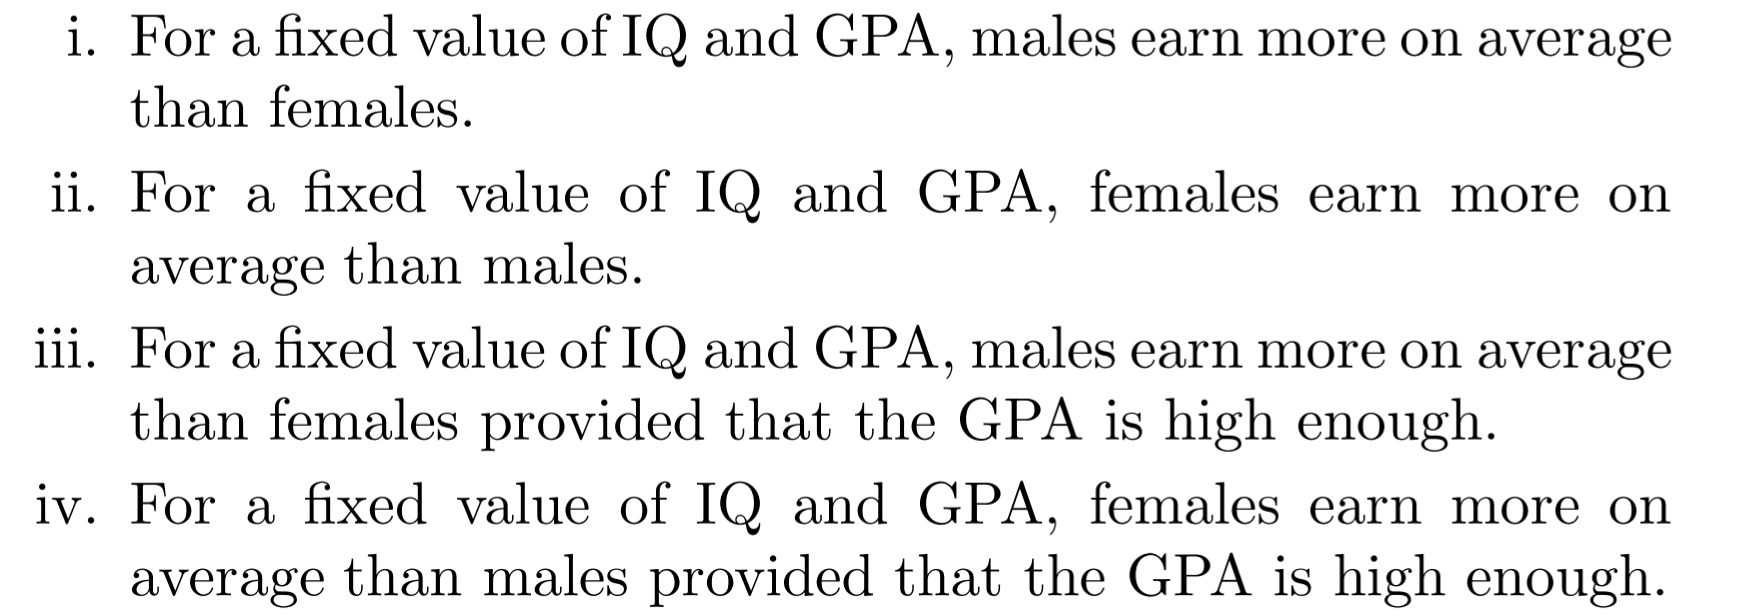 i. For a fixed value of IQ and GPA, males earn more on average
than females.
ii. For a fixed value of IQ and GPA, females earn more on
average than males.
iii. For a fixed value of IQ and GPA, males earn more on average
than females provided that the GPA is high enough.
iv. For a fixed value of IQ and GPA, females earn more on
average than males provided that the GPA is high enough.